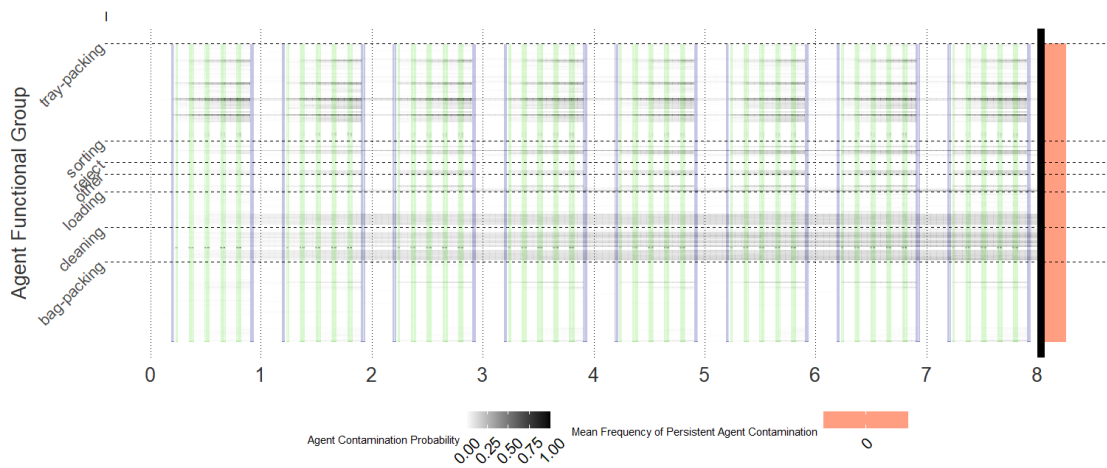 I
Agent Functional Group
tray-packing
sorting
reject
other
loading
cleaning
bag-packing
0 1 2 3 4 5 6 7 8
Agent Contamination Probability
0.00 0.25 0.50 0.75 1.00
Mean Frequency of Persistent Agent Contamination
0